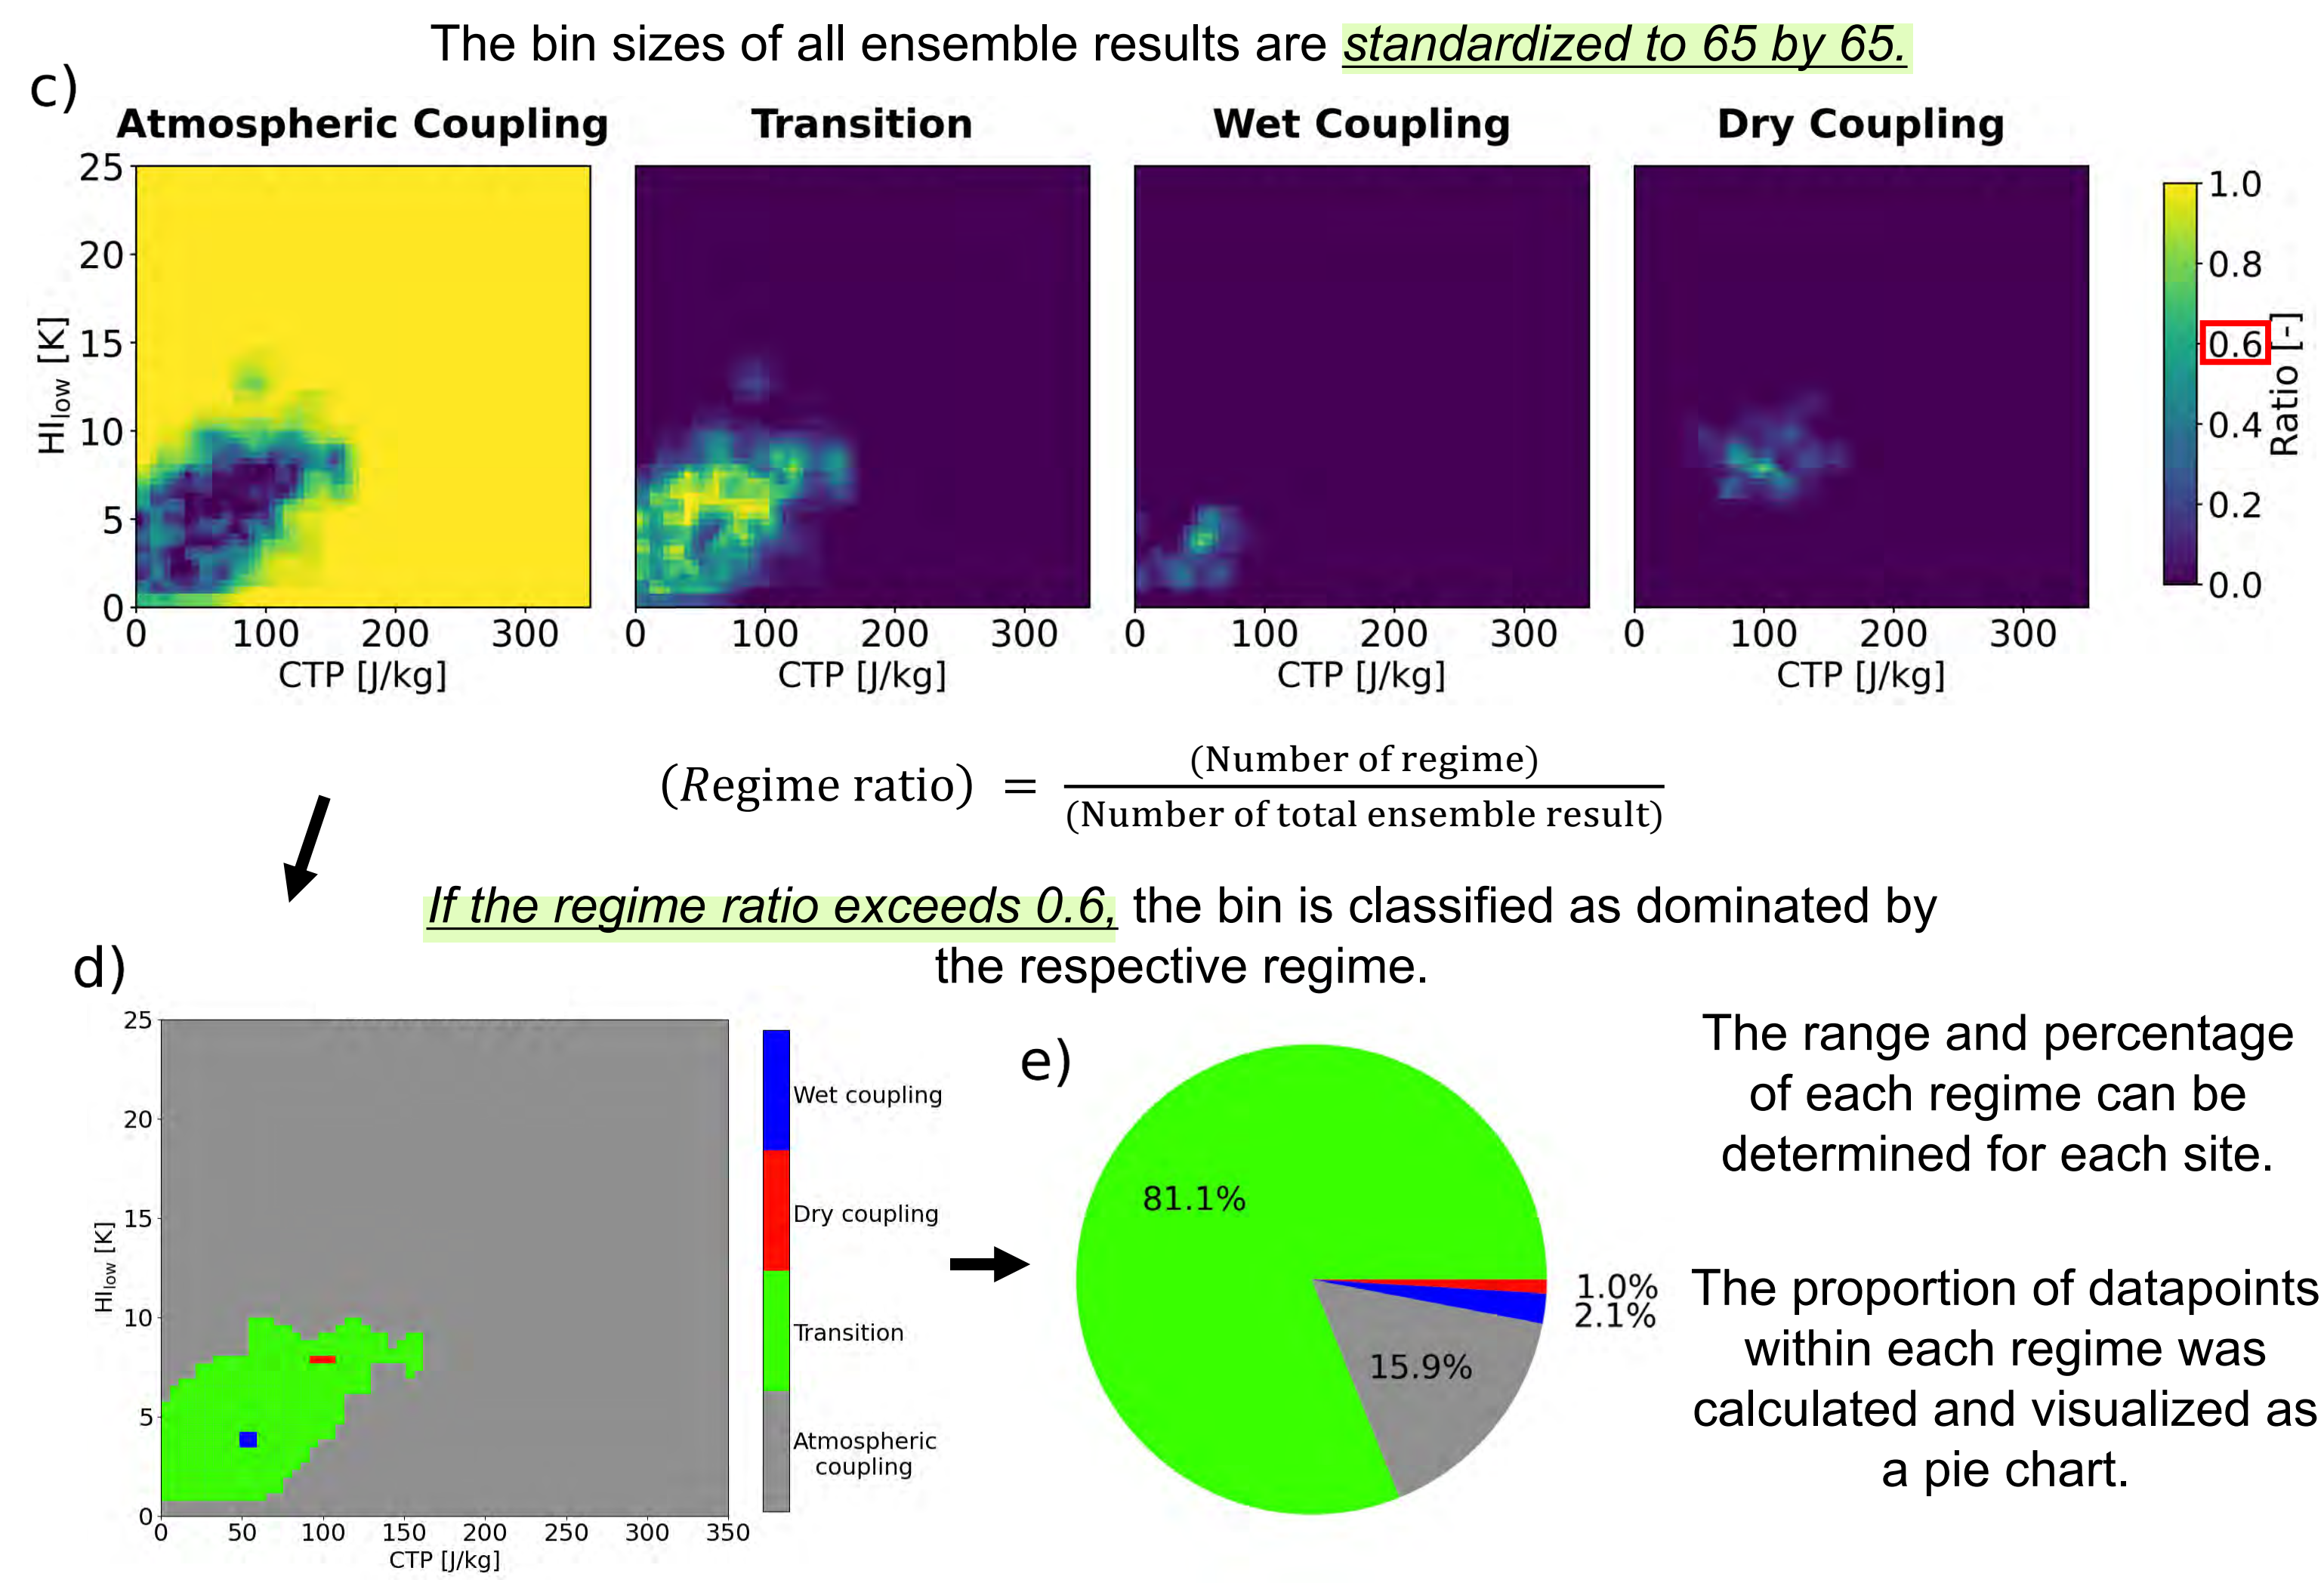 The bin sizes of all ensemble results are standardized to 65 by 65.
c)
Atmospheric Coupling
Transition
Wet Coupling
Dry Coupling
25
20
15
10
5
0
HIlow [K]
0 100 200 300
CTP [J/kg]
0 100 200 300
CTP [J/kg]
0 100 200 300
CTP [J/kg]
0 100 200 300
CTP [J/kg]
1.0
0.8
0.6
0.4
0.2
0.0
Ratio [-]
(Regime ratio) = (Number of regime)
(Number of total ensemble result)
If the regime ratio exceeds 0.6, the bin is classified as dominated by
the respective regime.
d)
25
20
15
10
5
0
HIlow [K]
0 50 100 150 200 250 300 350
CTP [J/kg]
Wet coupling
Dry coupling
Transition
Atmospheric
coupling
e)
81.1%
1.0%
2.1%
15.9%
The range and percentage
of each regime can be
determined for each site.
The proportion of datapoints
within each regime was
calculated and visualized as
a pie chart.